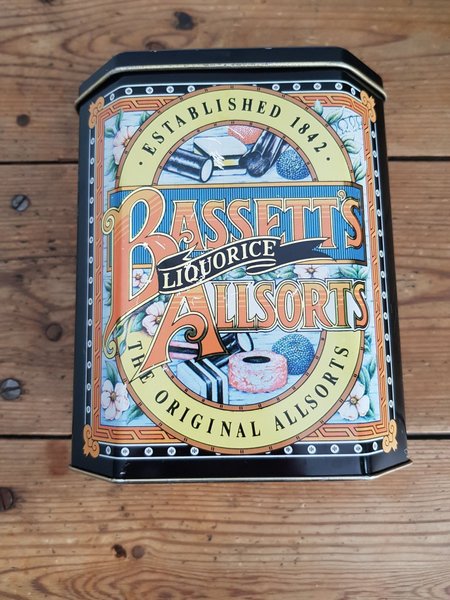 · ESTABLISHED 1842 ·
BASSETT'S
LIQUORICE
ALLSORTS
THE ORIGINAL ALLSORTS